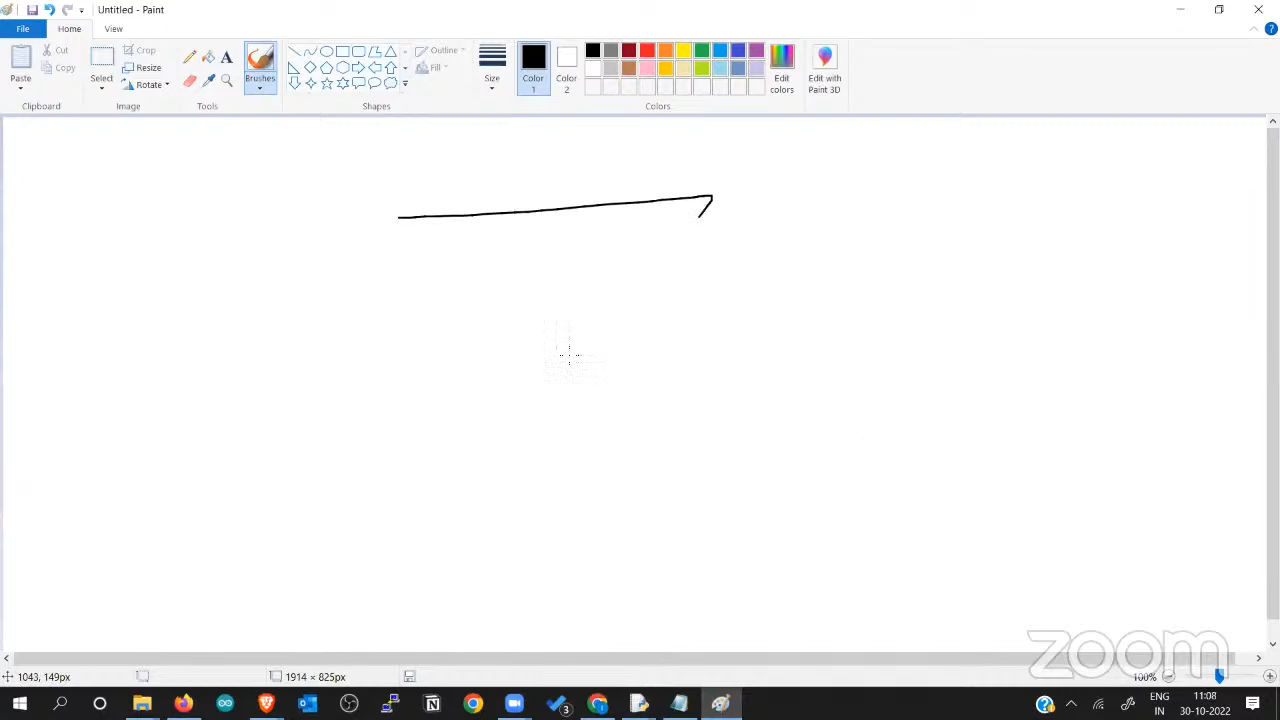 Untitled - Paint
File
Home
View
Paste
Cut
Copy
Clipboard
Select
Crop
Resize
Rotate
Image
Tools
Brushes
Shapes
Outline
Fill
Size
Color
1
Color
2
Colors
Edit
colors
Edit with
Paint 3D
zoom
1043, 149px
1914 × 825px
100%
3
ENG
IN
11:08
30-10-2022